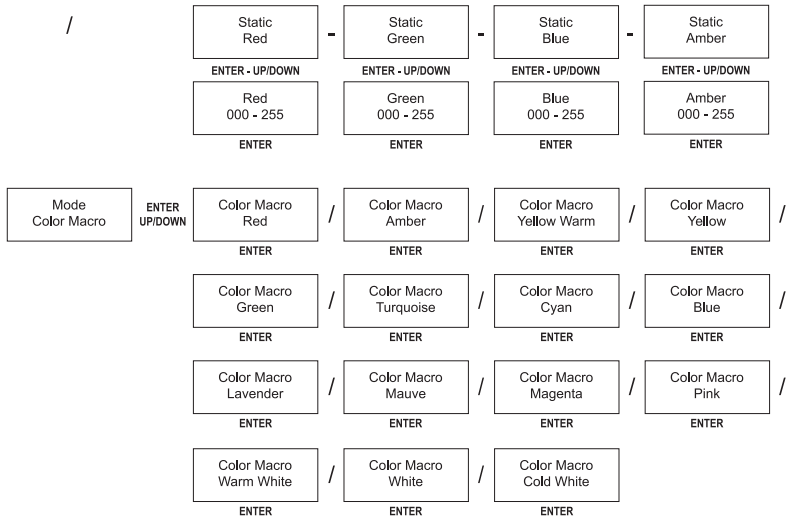 /
Static Static Static Static
Red - Green - Blue - Amber
ENTER - UP/DOWN ENTER - UP/DOWN ENTER - UP/DOWN ENTER - UP/DOWN
Red Green Blue Amber
000 - 255 000 - 255 000 - 255 000 - 255
ENTER ENTER ENTER ENTER
Mode ENTER Color Macro Color Macro Color Macro Color Macro
Color Macro UP/DOWN Red / Amber / Yellow Warm / Yellow /
ENTER ENTER ENTER ENTER
Color Macro Color Macro Color Macro Color Macro
Green / Turquoise / Cyan / Blue /
ENTER ENTER ENTER ENTER
Color Macro Color Macro Color Macro Color Macro
Lavender / Mauve / Magenta / Pink /
ENTER ENTER ENTER ENTER
Color Macro Color Macro Color Macro
Warm White / White / Cold White
ENTER ENTER ENTER